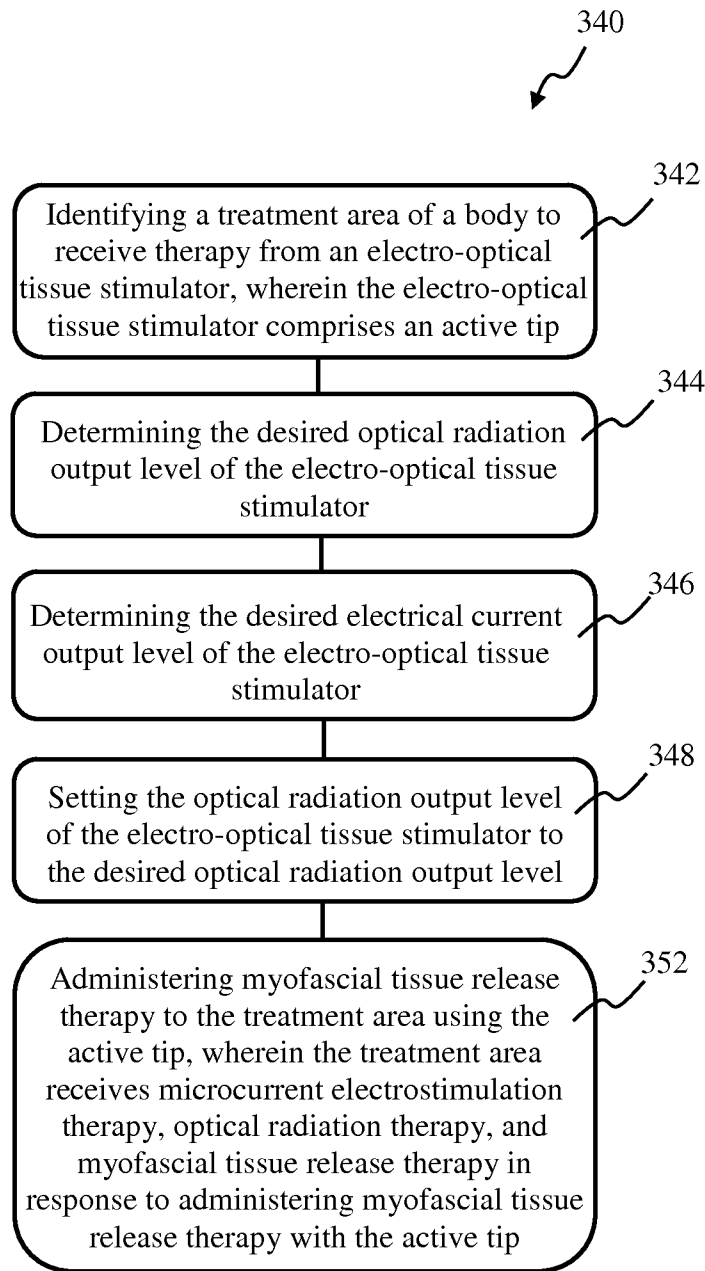 340
342
Identifying a treatment area of a body to
receive therapy from an electro-optical
tissue stimulator, wherein the electro-optical
tissue stimulator comprises an active tip
344
Determining the desired optical radiation
output level of the electro-optical tissue
stimulator
346
Determining the desired electrical current
output level of the electro-optical tissue
stimulator
348
Setting the optical radiation output level
of the electro-optical tissue stimulator to
the desired optical radiation output level
352
Administering myofascial tissue release
therapy to the treatment area using the
active tip, wherein the treatment area
receives microcurrent electrostimulation
therapy, optical radiation therapy, and
myofascial tissue release therapy in
response to administering myofascial tissue
release therapy with the active tip